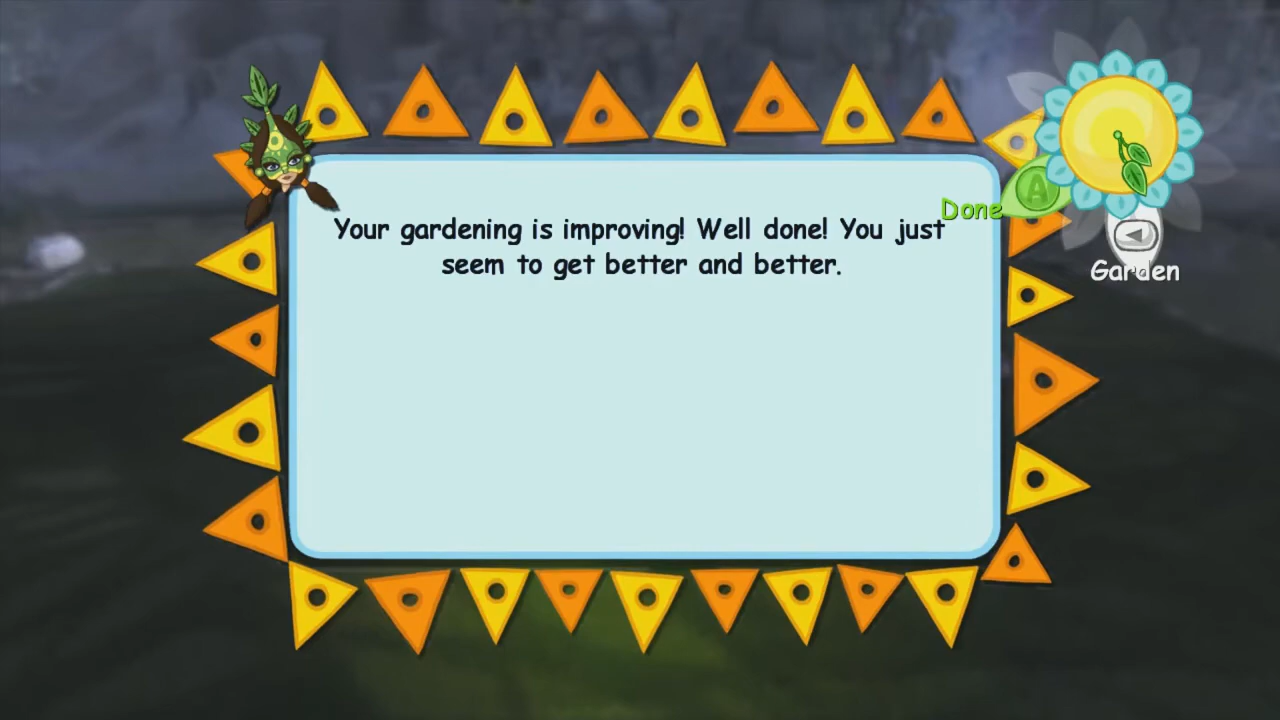 Your gardening is improving! Well done! You just
seem to get better and better.
Done
A
Garden